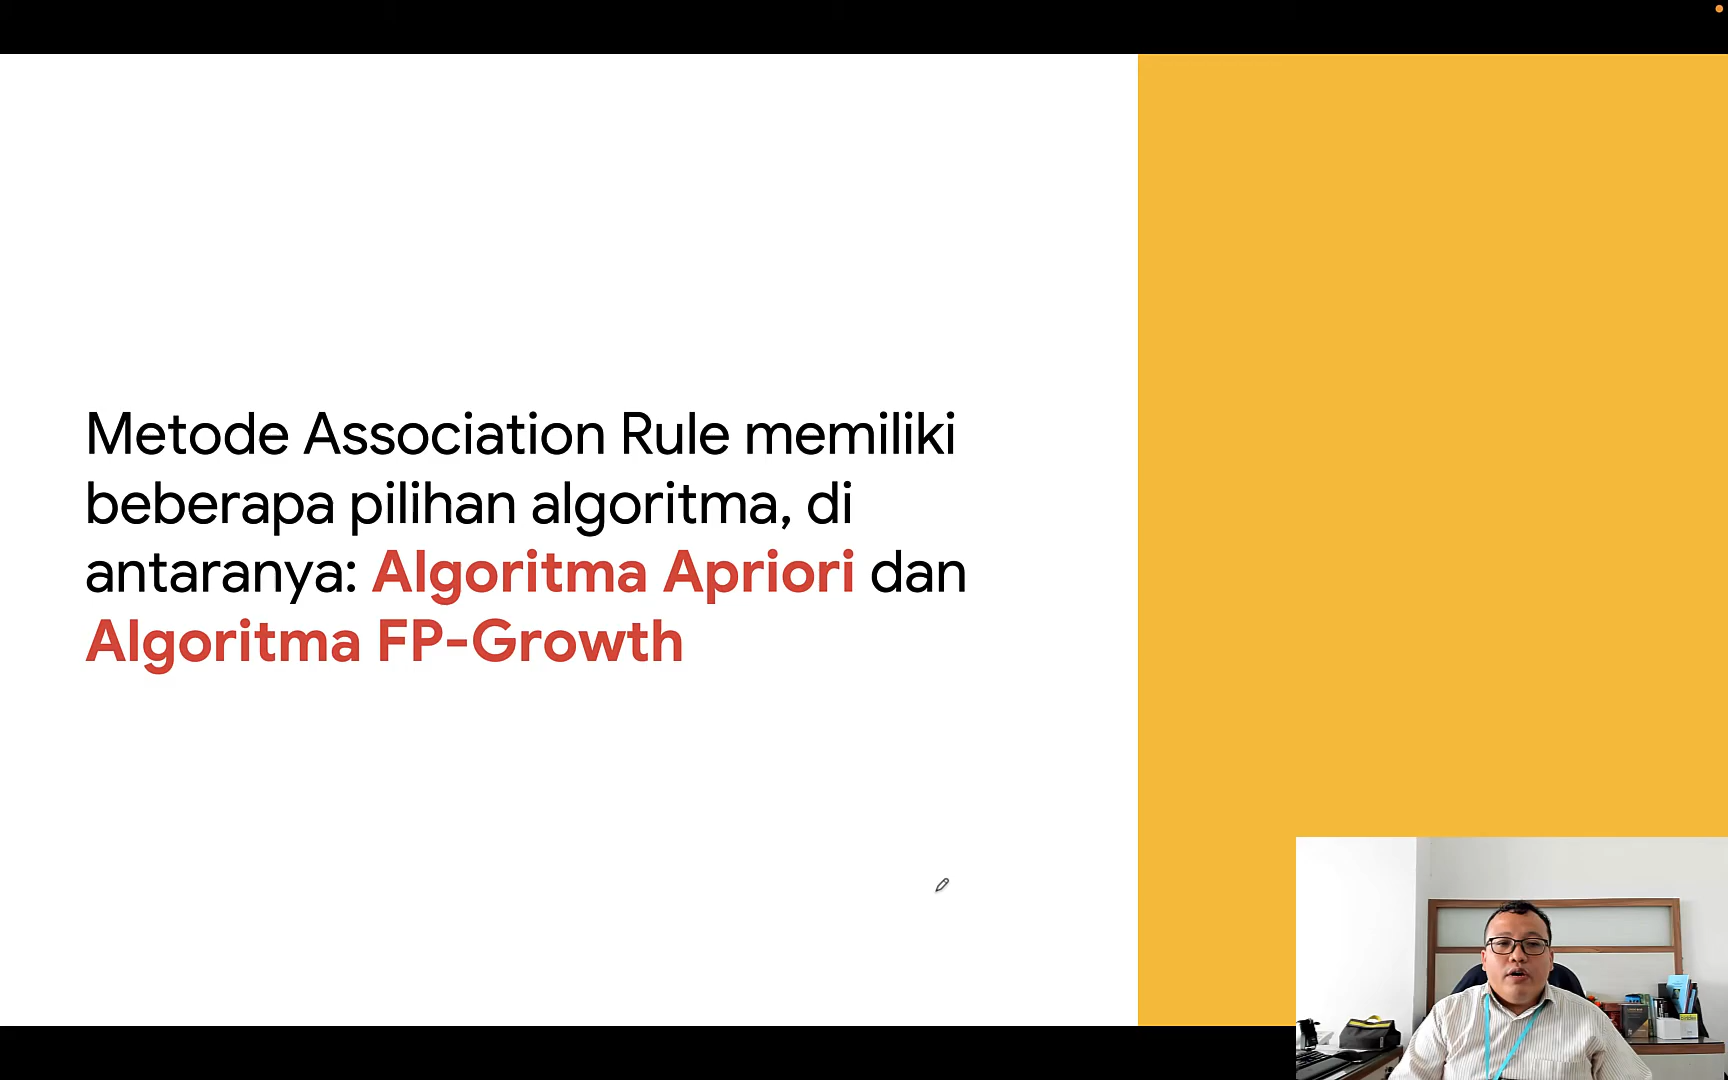 Metode Association Rule memiliki
beberapa pilihan algoritma, di
antaranya: Algoritma Apriori dan
Algoritma FP-Growth